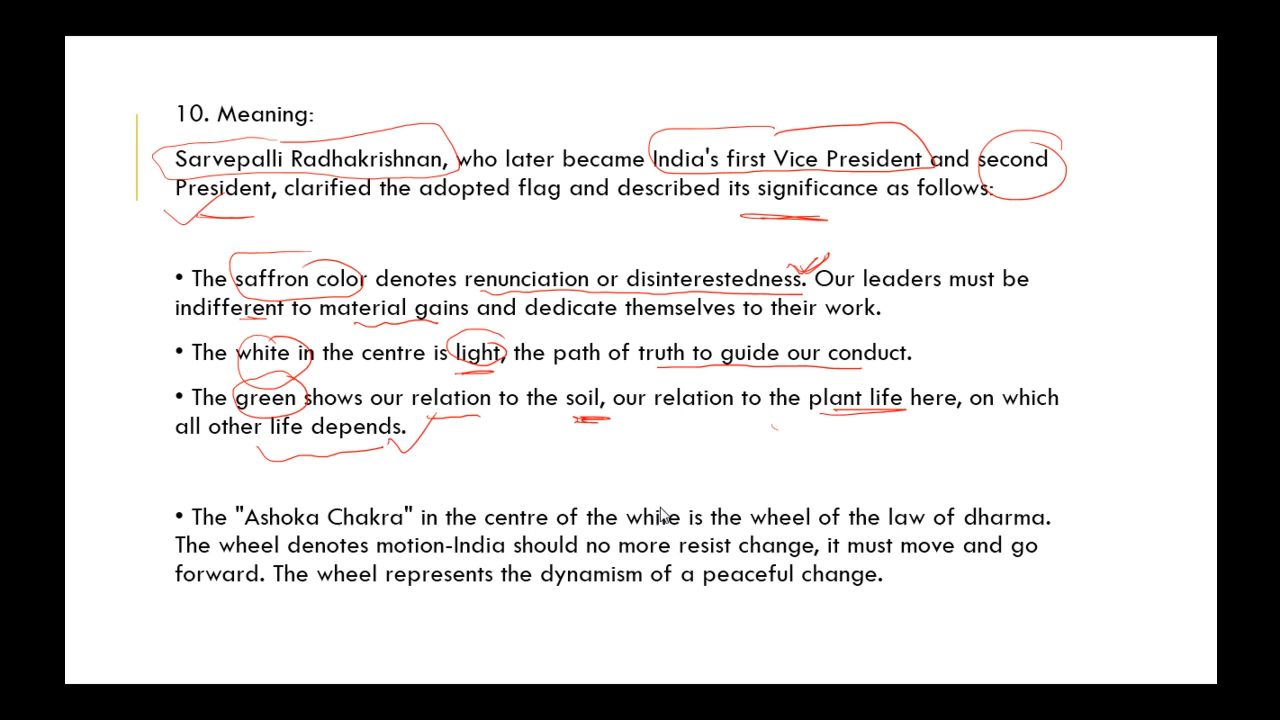 10. Meaning:
Sarvepalli Radhakrishnan, who later became India's first Vice President and second
President, clarified the adopted flag and described its significance as follows:
• The saffron color denotes renunciation or disinterestedness. Our leaders must be
indifferent to material gains and dedicate themselves to their work.
• The white in the centre is light, the path of truth to guide our conduct.
• The green shows our relation to the soil, our relation to the plant life here, on which
all other life depends.
• The "Ashoka Chakra" in the centre of the white is the wheel of the law of dharma.
The wheel denotes motion-India should no more resist change, it must move and go
forward. The wheel represents the dynamism of a peaceful change.